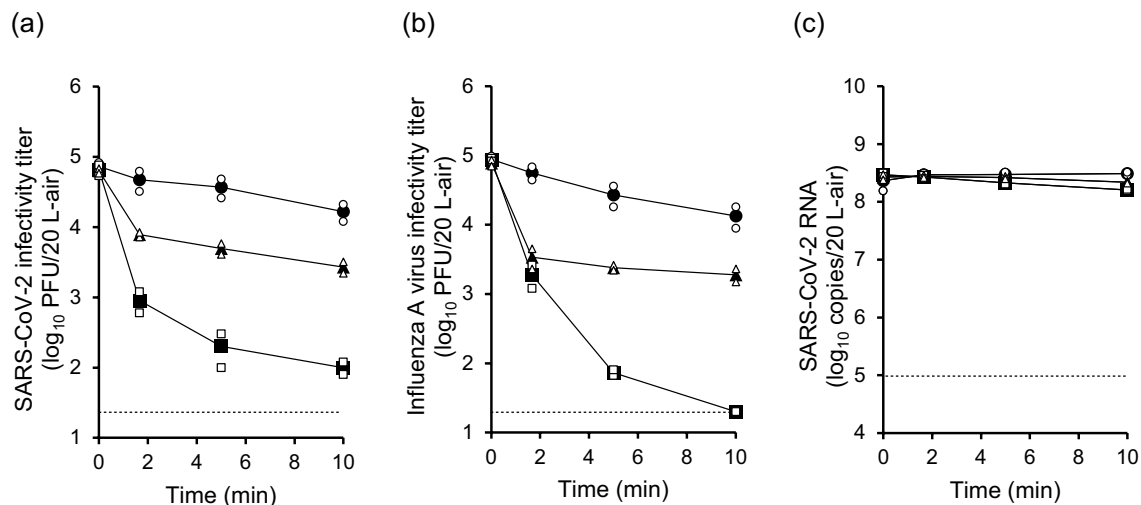 (a)
SARS-CoV-2 infectivity titer
(log₁₀ PFU/20 L-air)
6
5
4
3
2
1
0 2 4 6 8 10
Time (min)
(b)
Influenza A virus infectivity titer
(log₁₀ PFU/20 L-air)
6
5
4
3
2
1
0 2 4 6 8 10
Time (min)
(c)
SARS-CoV-2 RNA
(log₁₀ copies/20 L-air)
10
9
8
7
6
5
4
0 2 4 6 8 10
Time (min)